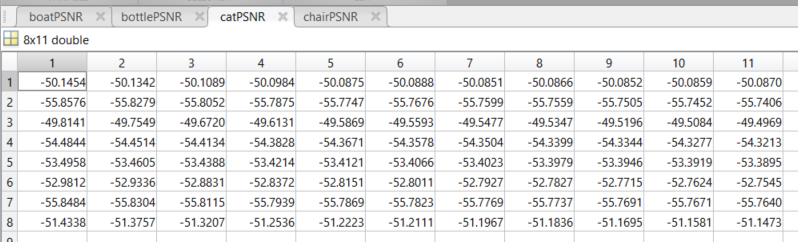 boatPSNR bottlePSNR catPSNR chairPSNR
8x11 double
1 2 3 4 5 6 7 8 9 10 11
1 -50.1454 -50.1342 -50.1089 -50.0984 -50.0875 -50.0888 -50.0851 -50.0866 -50.0852 -50.0859 -50.0870
2 -55.8576 -55.8279 -55.8052 -55.7875 -55.7747 -55.7676 -55.7599 -55.7559 -55.7505 -55.7452 -55.7406
3 -49.8141 -49.7549 -49.6720 -49.6131 -49.5869 -49.5593 -49.5477 -49.5347 -49.5196 -49.5084 -49.4969
4 -54.4844 -54.4514 -54.4134 -54.3828 -54.3671 -54.3578 -54.3504 -54.3399 -54.3344 -54.3277 -54.3213
5 -53.4958 -53.4605 -53.4388 -53.4214 -53.4121 -53.4066 -53.4023 -53.3979 -53.3946 -53.3919 -53.3895
6 -52.9812 -52.9336 -52.8831 -52.8372 -52.8151 -52.8011 -52.7927 -52.7827 -52.7715 -52.7624 -52.7545
7 -55.8484 -55.8304 -55.8115 -55.7939 -55.7869 -55.7823 -55.7769 -55.7737 -55.7691 -55.7671 -55.7640
8 -51.4338 -51.3757 -51.3207 -51.2536 -51.2223 -51.2111 -51.1967 -51.1836 -51.1695 -51.1581 -51.1473